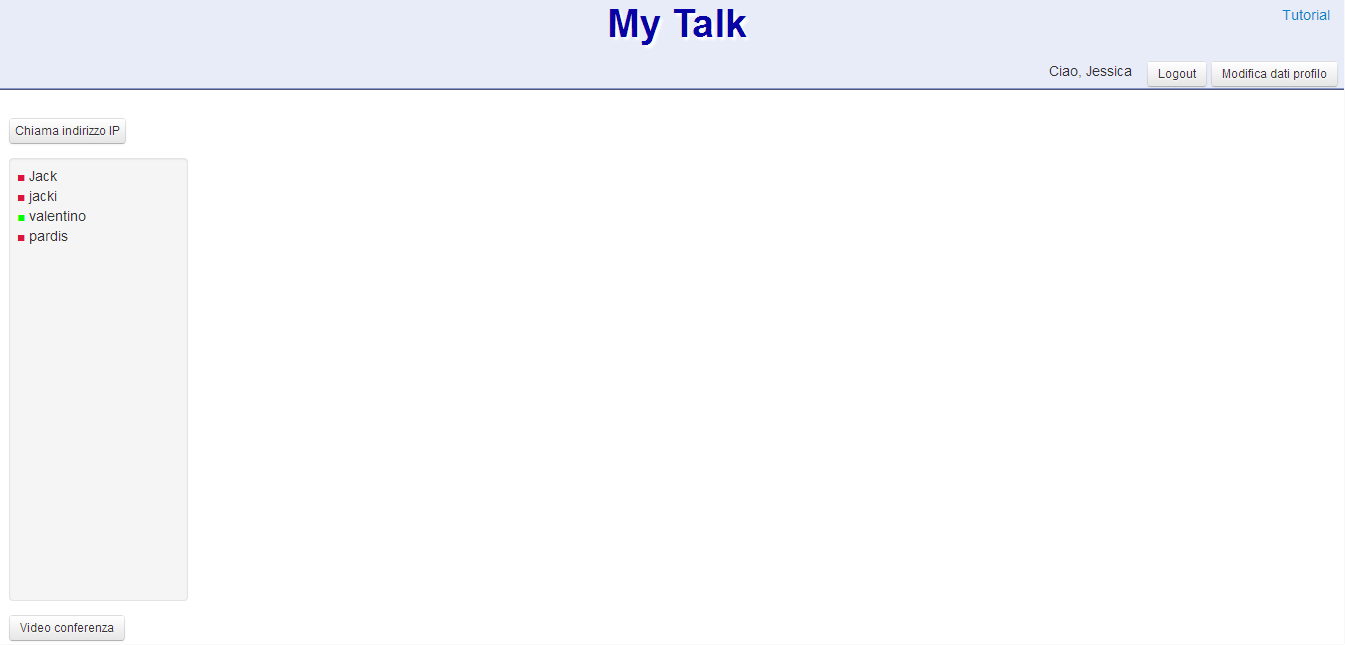 My Talk
Tutorial
Ciao, Jessica
Logout
Modifica dati profilo
Chiama indirizzo IP
Jack
jacki
valentino
pardis
Video conferenza